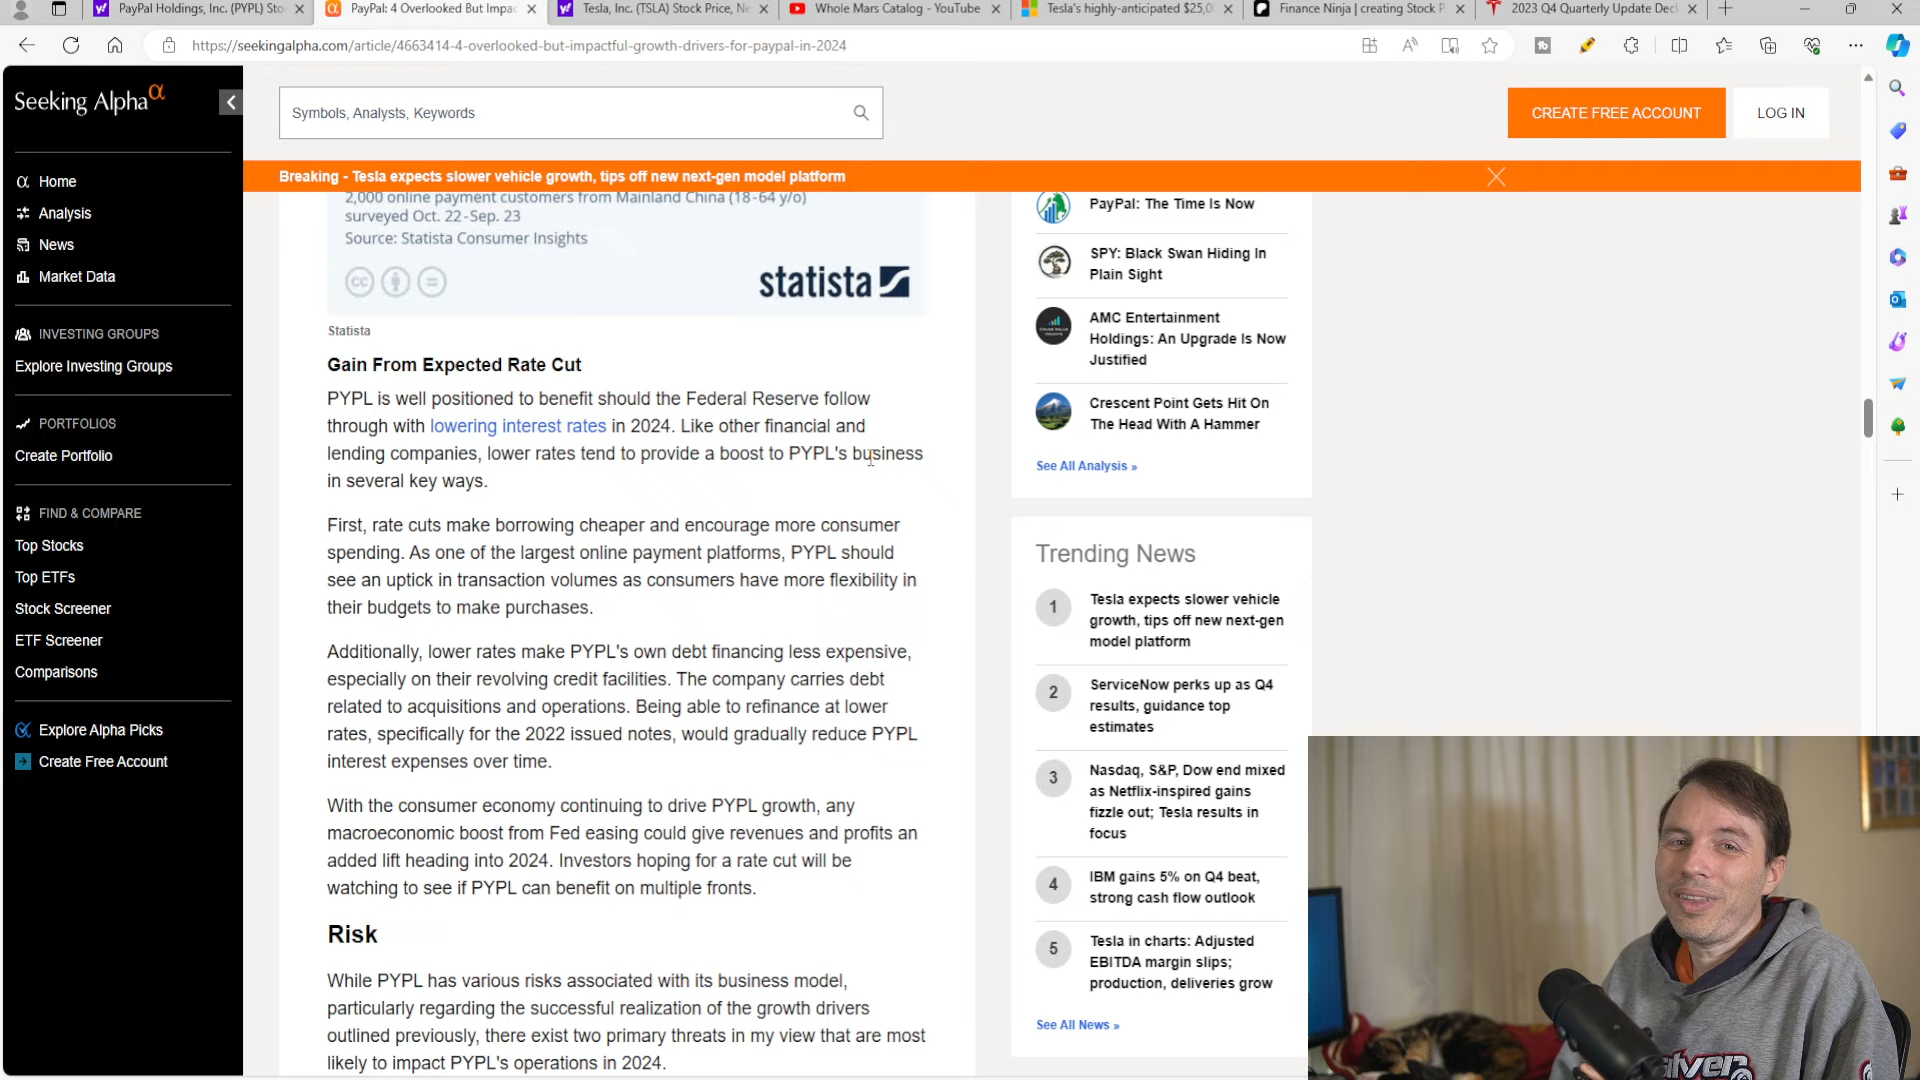 PayPal Holdings, Inc. (PYPL) Sto
PayPal: 4 Overlooked But Impac
Tesla, Inc. (TSLA) Stock Price, Ne
Whole Mars Catalog - YouTube
Tesla's highly-anticipated $25,0
Finance Ninja | creating Stock P
2023 Q4 Quarterly Update Deck
https://seekingalpha.com/article/4663414-4-overlooked-but-impactful-growth-drivers-for-paypal-in-2024
Seeking Alpha α
Symbols, Analysts, Keywords
CREATE FREE ACCOUNT
LOG IN
Breaking - Tesla expects slower vehicle growth, tips off new next-gen model platform
Home
Analysis
News
Market Data
INVESTING GROUPS
Explore Investing Groups
PORTFOLIOS
Create Portfolio
FIND & COMPARE
Top Stocks
Top ETFs
Stock Screener
ETF Screener
Comparisons
Explore Alpha Picks
Create Free Account
2,000 online payment customers from Mainland China (18-64 y/o)
surveyed Oct. 22-Sep. 23
Source: Statista Consumer Insights
cc
statista
Statista
Gain From Expected Rate Cut
PYPL is well positioned to benefit should the Federal Reserve follow
through with lowering interest rates in 2024. Like other financial and
lending companies, lower rates tend to provide a boost to PYPL's business
in several key ways.
First, rate cuts make borrowing cheaper and encourage more consumer
spending. As one of the largest online payment platforms, PYPL should
see an uptick in transaction volumes as consumers have more flexibility in
their budgets to make purchases.
Additionally, lower rates make PYPL's own debt financing less expensive,
especially on their revolving credit facilities. The company carries debt
related to acquisitions and operations. Being able to refinance at lower
rates, specifically for the 2022 issued notes, would gradually reduce PYPL
interest expenses over time.
With the consumer economy continuing to drive PYPL growth, any
macroeconomic boost from Fed easing could give revenues and profits an
added lift heading into 2024. Investors hoping for a rate cut will be
watching to see if PYPL can benefit on multiple fronts.
Risk
While PYPL has various risks associated with its business model,
particularly regarding the successful realization of the growth drivers
outlined previously, there exist two primary threats in my view that are most
likely to impact PYPL's operations in 2024.
PayPal: The Time Is Now
SPY: Black Swan Hiding In
Plain Sight
AMC Entertainment
Holdings: An Upgrade Is Now
Justified
Crescent Point Gets Hit On
The Head With A Hammer
See All Analysis »
Trending News
1
Tesla expects slower vehicle
growth, tips off new next-gen
model platform
2
ServiceNow perks up as Q4
results, guidance top
estimates
3
Nasdaq, S&P, Dow end mixed
as Netflix-inspired gains
fizzle out; Tesla results in
focus
4
IBM gains 5% on Q4 beat,
strong cash flow outlook
5
Tesla in charts: Adjusted
EBITDA margin slips;
production, deliveries grow
See All News »